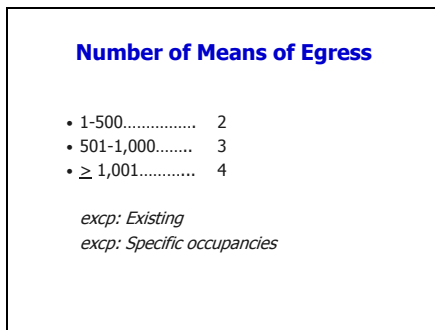 Number of Means of Egress
• 1-500................ 2
• 501-1,000........ 3
• ≥ 1,001........... 4
excp: Existing
excp: Specific occupancies